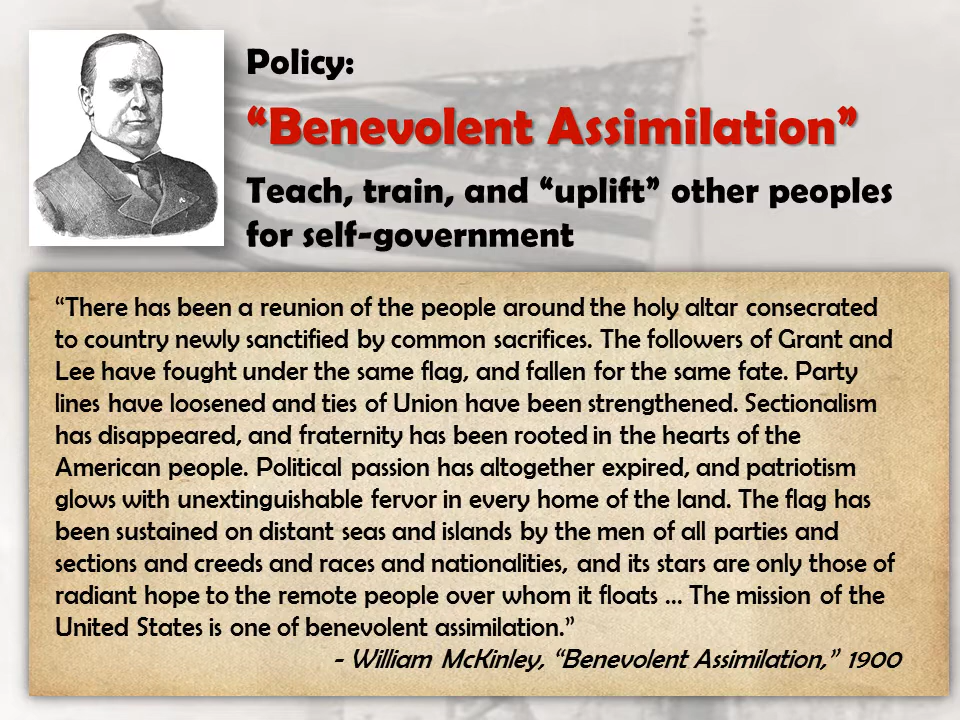 Policy:
“Benevolent Assimilation”
Teach, train, and “uplift” other peoples
for self-government
“There has been a reunion of the people around the holy altar consecrated
to country newly sanctified by common sacrifices. The followers of Grant and
Lee have fought under the same flag, and fallen for the same fate. Party
lines have loosened and ties of Union have been strengthened. Sectionalism
has disappeared, and fraternity has been rooted in the hearts of the
American people. Political passion has altogether expired, and patriotism
glows with unextinguishable fervor in every home of the land. The flag has
been sustained on distant seas and islands by the men of all parties and
sections and creeds and races and nationalities, and its stars are only those of
radiant hope to the remote people over whom it floats ... The mission of the
United States is one of benevolent assimilation.”
- William McKinley, “Benevolent Assimilation,” 1900